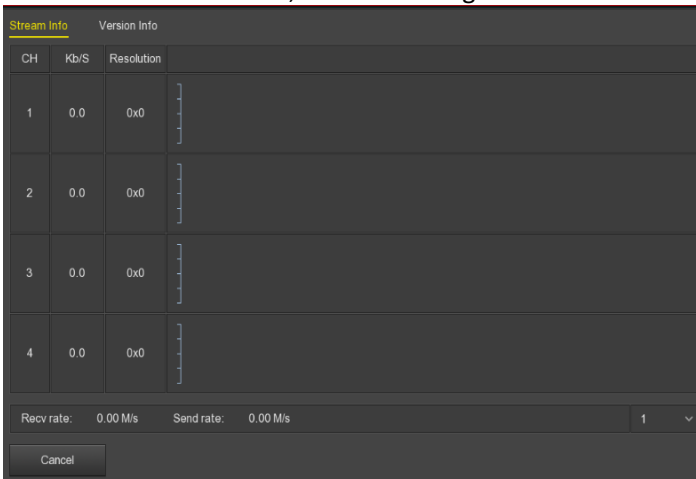 Stream Info Version Info
CH Kb/S Resolution
1 0.0 0x0
2 0.0 0x0
3 0.0 0x0
4 0.0 0x0
Recv rate: 0.00 M/s Send rate: 0.00 M/s 1
Cancel